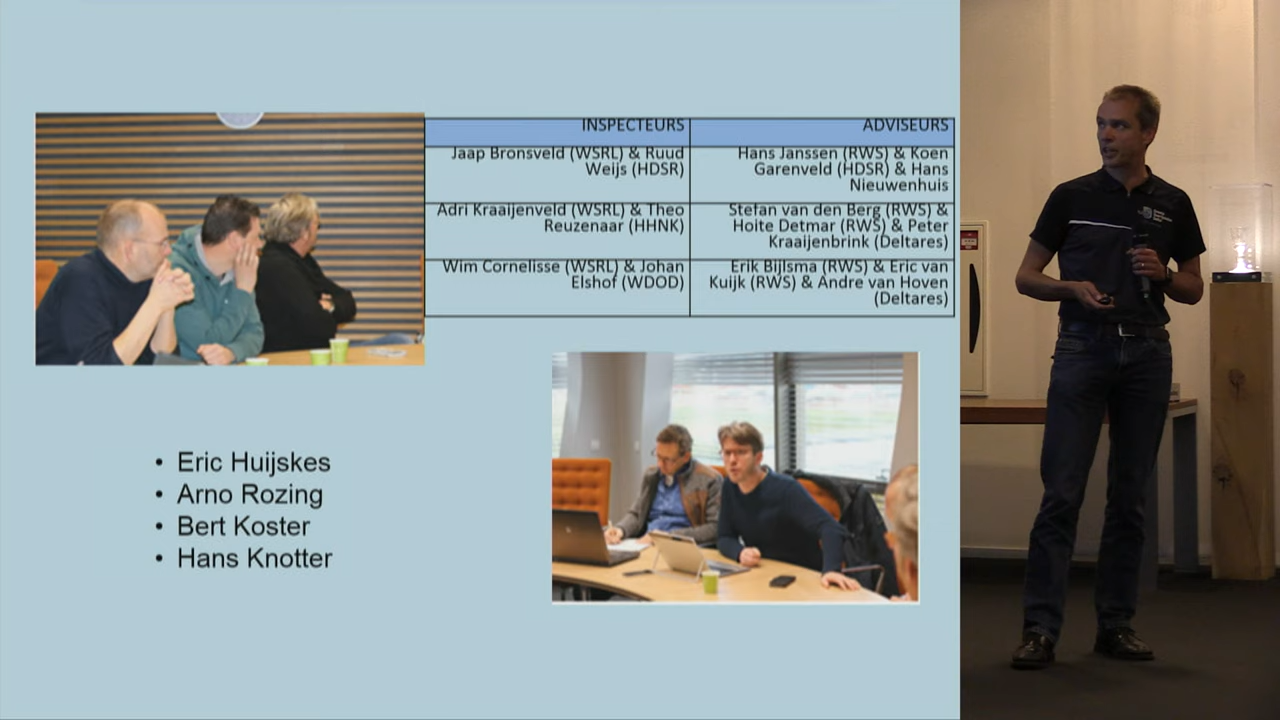 INSPECTEURS
ADVISEURS
Jaap Bronsveld (WSRL) & Ruud
Weijs (HDSR)
Hans Janssen (RWS) & Koen
Garenveld (HDSR) & Hans
Nieuwenhuis
Adri Kraaijenveld (WSRL) & Theo
Reuzenaar (HHNK)
Stefan van den Berg (RWS) &
Hoite Detmar (RWS) & Peter
Kraaijenbrink (Deltares)
Wim Cornelisse (WSRL) & Johan
Elshof (WDOD)
Erik Bijlsma (RWS) & Eric van
Kuijk (RWS) & Andre van Hoven
(Deltares)
• Eric Huijskes
• Arno Rozing
• Bert Koster
• Hans Knotter